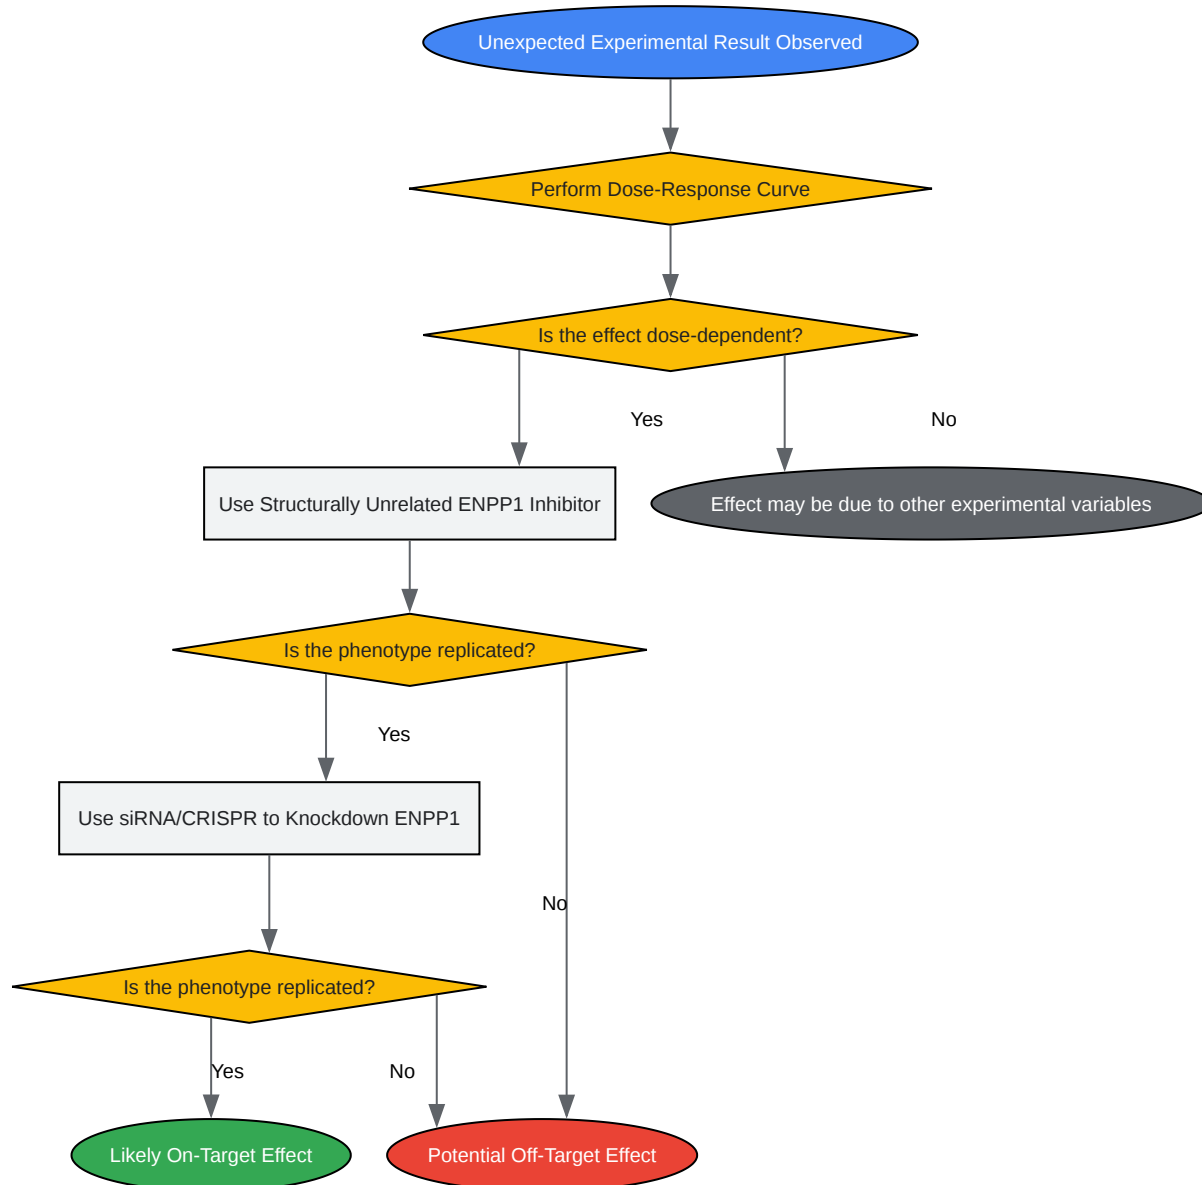 Unexpected Experimental Result Observed
Perform Dose-Response Curve
Is the effect dose-dependent?
Yes
No
Use Structurally Unrelated ENPP1 Inhibitor
Effect may be due to other experimental variables
Is the phenotype replicated?
Yes
Use siRNA/CRISPR to Knockdown ENPP1
No
Is the phenotype replicated?
Yes
No
Likely On-Target Effect
Potential Off-Target Effect